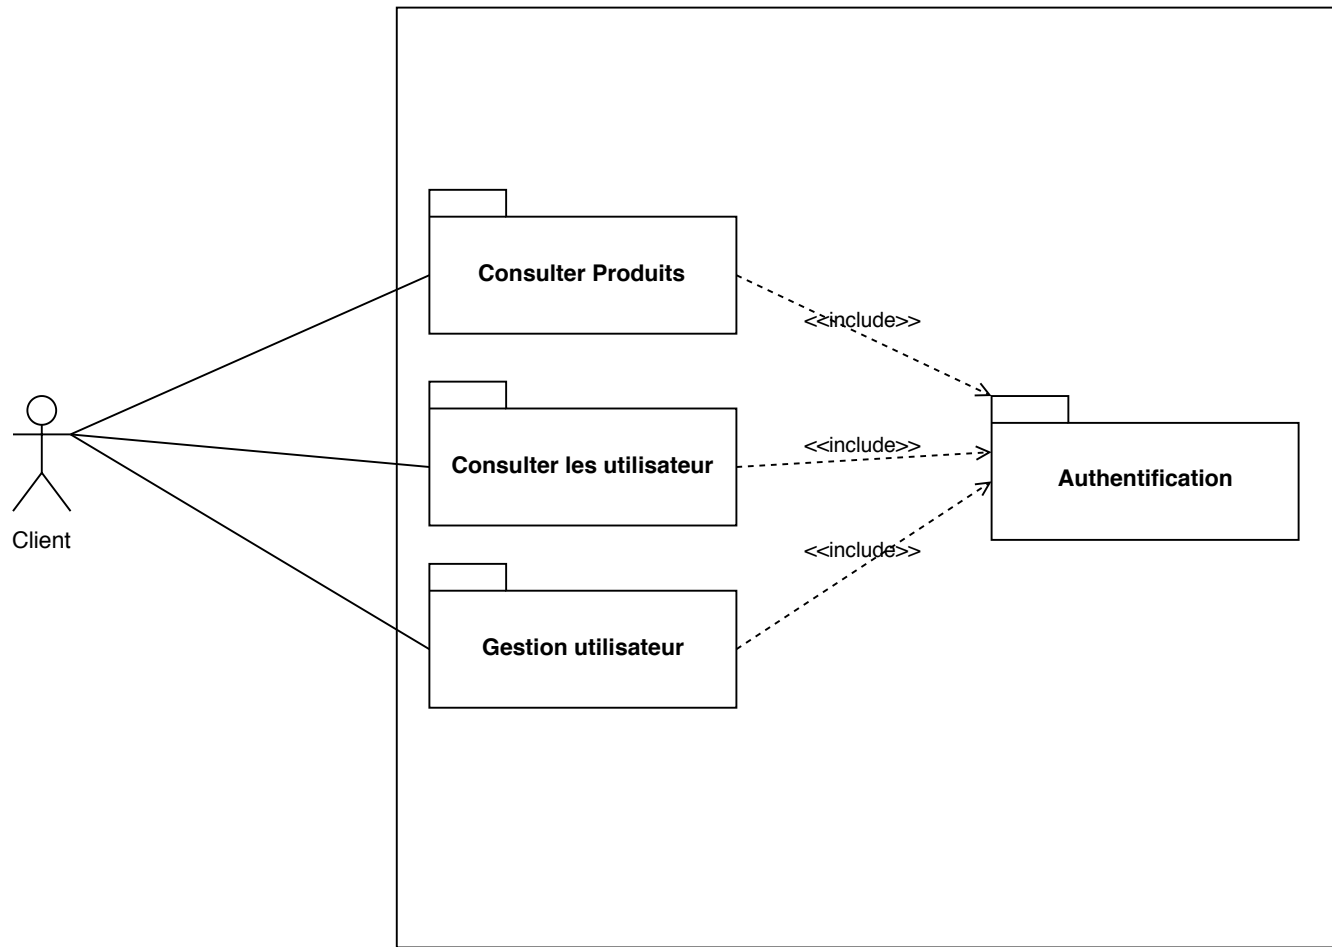 Consulter Produits
<<include>>
Client
Consulter les utilisateur
<<include>>
Authentification
<<include>>
Gestion utilisateur